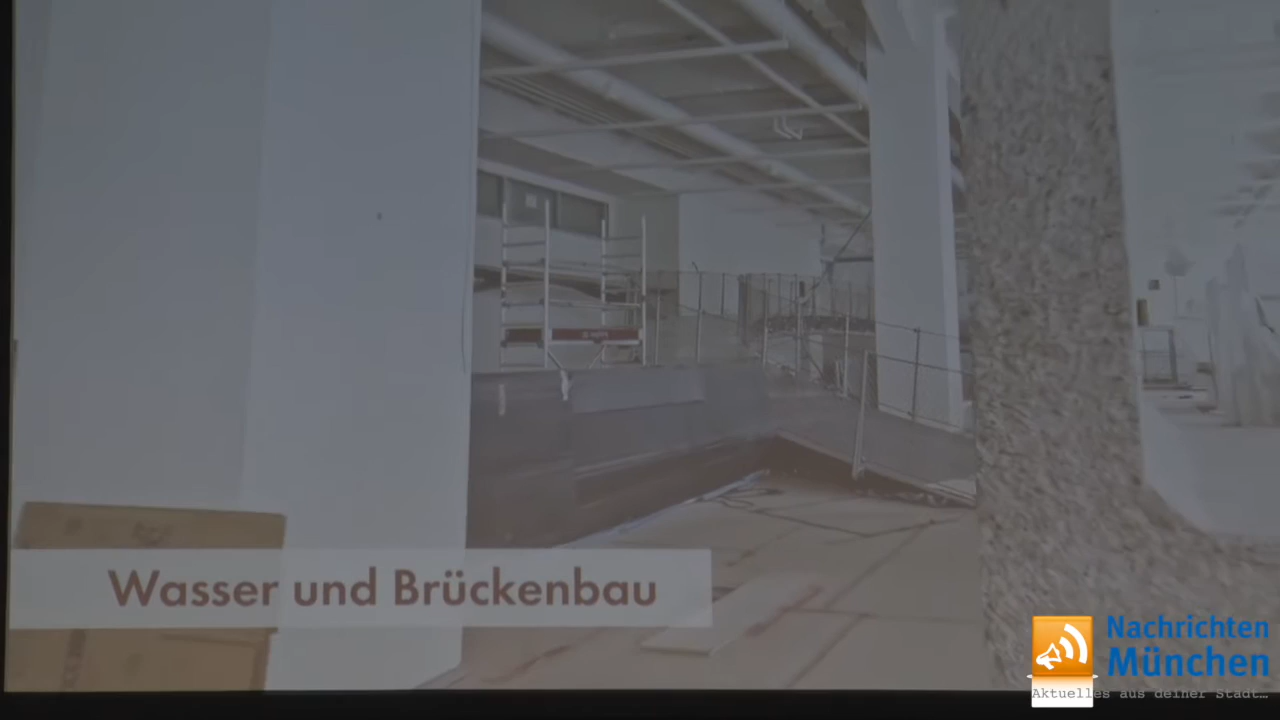 Wasser und Brückenbau
Nachrichten
München
Aktuelles aus deiner Stadt…